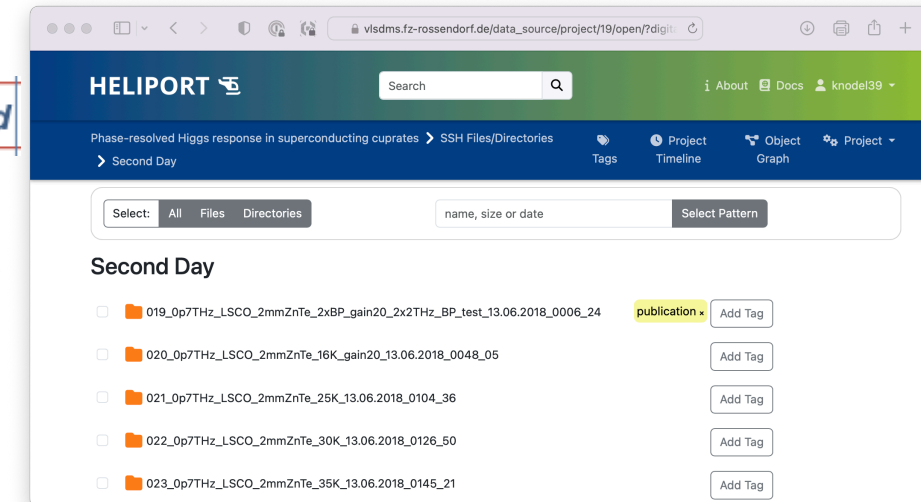 vlsdms.fz-rossendorf.de/data_source/project/19/open/?digit
d
HELIPORT
Search
About Docs knodel39
Phase-resolved Higgs response in superconducting cuprates SSH Files/Directories
Second Day
Tags
Project Timeline
Object Graph
Project
Select: All Files Directories
name, size or date Select Pattern
Second Day
019_0p7THz_LSCO_2mmZnTe_2xBP_gain20_2x2THz_BP_test_13.06.2018_0006_24 publication × Add Tag
020_0p7THz_LSCO_2mmZnTe_16K_gain20_13.06.2018_0048_05 Add Tag
021_0p7THz_LSCO_2mmZnTe_25K_13.06.2018_0104_36 Add Tag
022_0p7THz_LSCO_2mmZnTe_30K_13.06.2018_0126_50 Add Tag
023_0p7THz_LSCO_2mmZnTe_35K_13.06.2018_0145_21 Add Tag